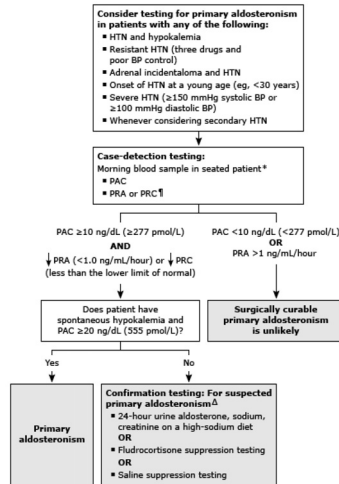 Consider testing for primary aldosteronism
in patients with any of the following:
▪ HTN and hypokalemia
▪ Resistant HTN (three drugs and
poor BP control)
▪ Adrenal incidentaloma and HTN
▪ Onset of HTN at a young age (eg, <30 years)
▪ Severe HTN (≥150 mmHg systolic BP or
≥100 mmHg diastolic BP)
▪ Whenever considering secondary HTN
Case-detection testing:
Morning blood sample in seated patient*
▪ PAC
▪ PRA or PRC¶
PAC ≥10 ng/dL (≥277 pmol/L)
AND
↓ PRA (<1.0 ng/mL/hour) or ↓ PRC
(less than the lower limit of normal)
PAC <10 ng/dL (<277 pmol/L)
OR
PRA >1 ng/mL/hour
Does patient have
spontaneous hypokalemia and
PAC ≥20 ng/dL (555 pmol/L)?
Surgically curable
primary aldosteronism
is unlikely
Yes
No
Primary
aldosteronism
Confirmation testing: For suspected
primary aldosteronismΔ
▪ 24-hour urine aldosterone, sodium,
creatinine on a high-sodium diet
OR
▪ Fludrocortisone suppression testing
OR
▪ Saline suppression testing